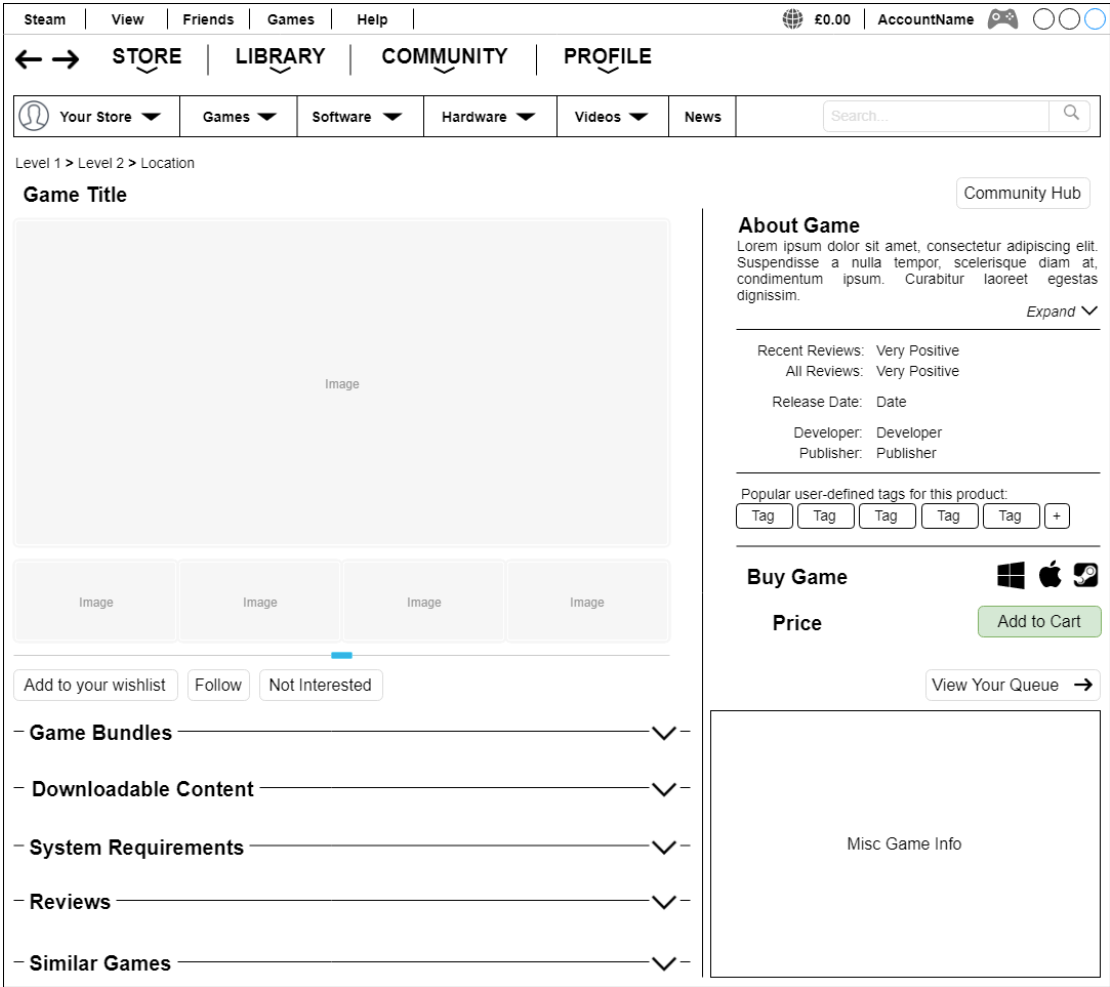 Steam View Friends Games Help £0.00 AccountName
STORE LIBRARY COMMUNITY PROFILE
Your Store Games Software Hardware Videos News Search...
Level 1 > Level 2 > Location
Game Title
Community Hub
Image
Image Image Image Image
Add to your wishlist Follow Not Interested
Game Bundles
Downloadable Content
System Requirements
Reviews
Similar Games
About Game
Lorem ipsum dolor sit amet, consectetur adipiscing elit.
Suspendisse a nulla tempor, scelerisque diam at,
condimentum ipsum. Curabitur laoreet egestas
dignissim.
Expand
Recent Reviews: Very Positive
All Reviews: Very Positive
Release Date: Date
Developer: Developer
Publisher: Publisher
Popular user-defined tags for this product:
Tag Tag Tag Tag Tag +
Buy Game
Price Add to Cart
View Your Queue
Misc Game Info